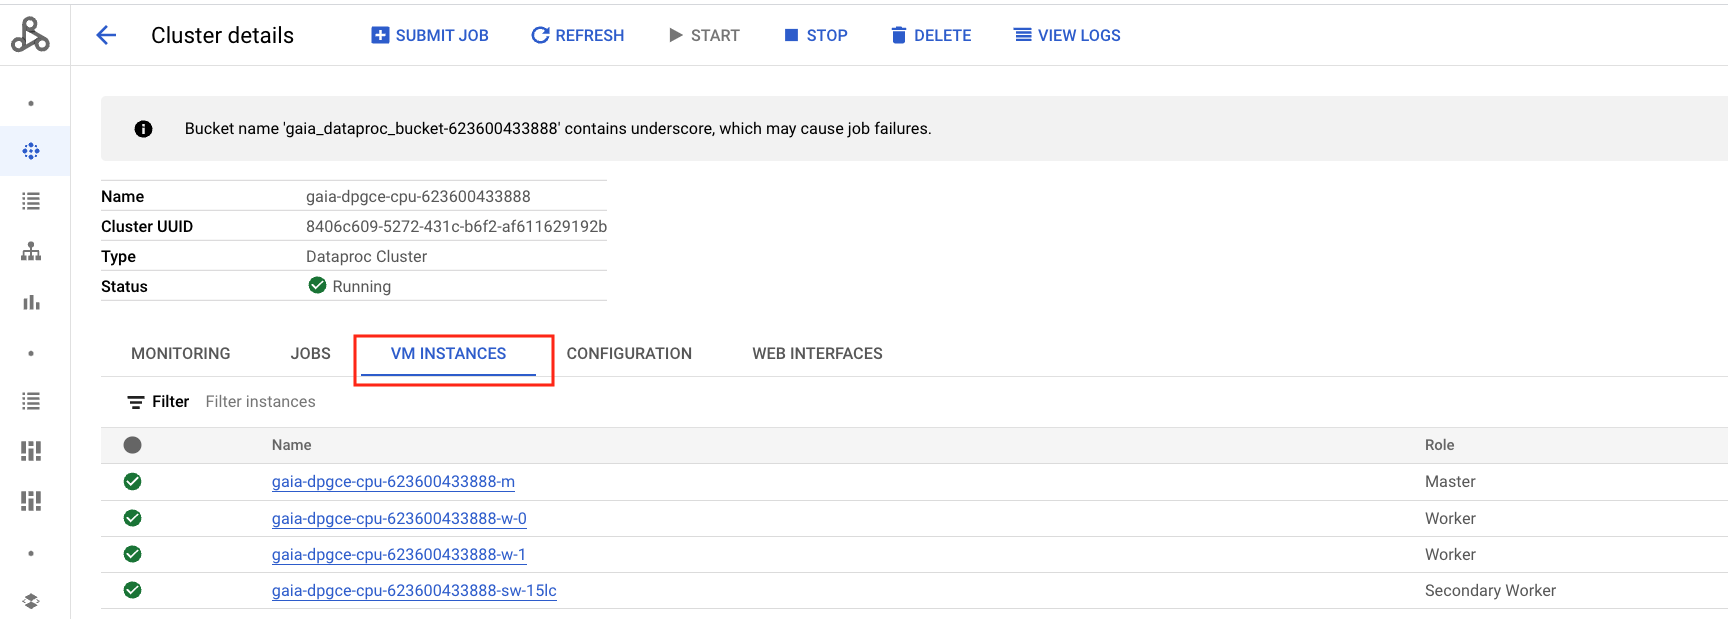 Cluster details SUBMIT JOB REFRESH START STOP DELETE VIEW LOGS
Bucket name 'gaia_dataproc_bucket-623600433888' contains underscore, which may cause job failures.
Name gaia-dpgce-cpu-623600433888
Cluster UUID 8406c609-5272-431c-b6f2-af611629192b
Type Dataproc Cluster
Status Running
MONITORING JOBS VM INSTANCES CONFIGURATION WEB INTERFACES
Filter Filter instances
Name Role
gaia-dpgce-cpu-623600433888-m Master
gaia-dpgce-cpu-623600433888-w-0 Worker
gaia-dpgce-cpu-623600433888-w-1 Worker
gaia-dpgce-cpu-623600433888-sw-15lc Secondary Worker